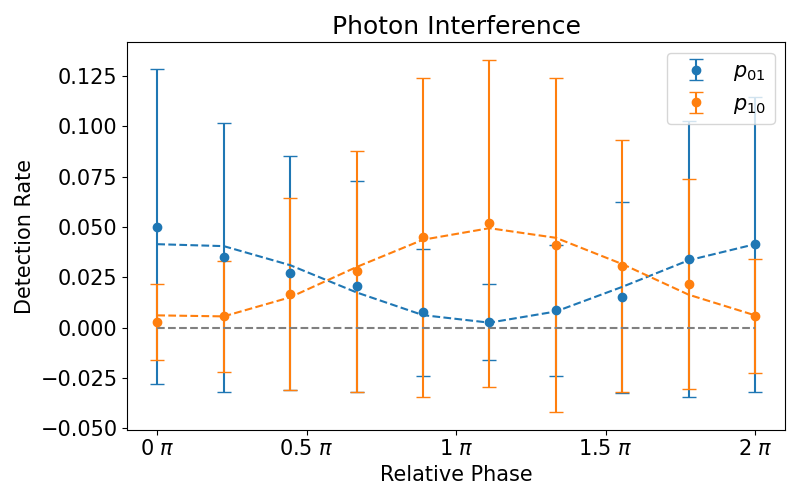 Photon Interference
Detection Rate
0.125
0.100
0.075
0.050
0.025
0.000
−0.025
−0.050
p01
p10
0 π
0.5 π
1 π
1.5 π
2 π
Relative Phase